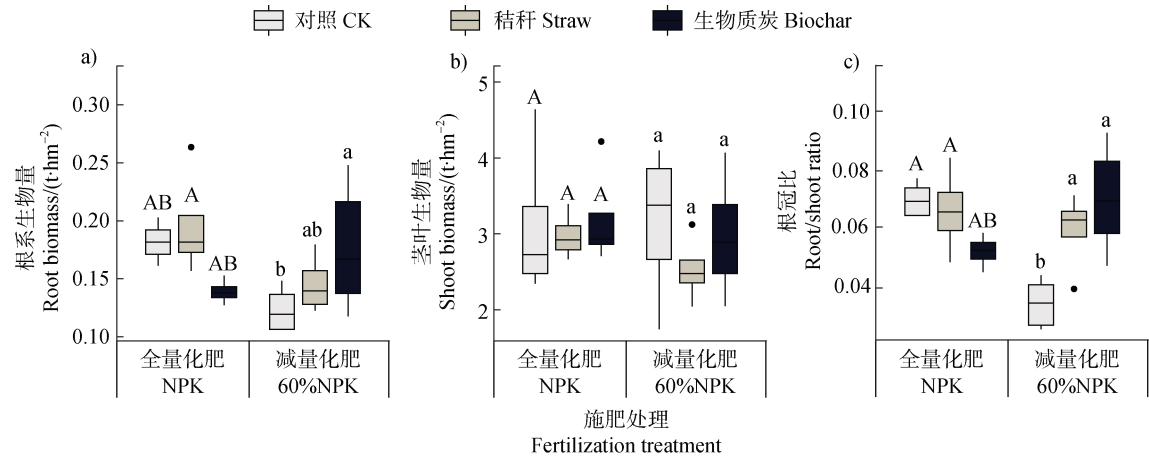 对照 CK
秸秆 Straw
生物质炭 Biochar
a)
根系生物量
Root biomass/(t·hm⁻²)
0.30
0.25
0.20
0.15
0.10
AB
A
AB
b
ab
a
全量化肥
NPK
减量化肥
60%NPK
b)
茎叶生物量
Shoot biomass/(t·hm⁻²)
5
4
3
2
A
A
A
a
a
a
全量化肥
NPK
减量化肥
60%NPK
c)
根冠比
Root/shoot ratio
0.10
0.08
0.06
0.04
A
A
AB
b
a
a
全量化肥
NPK
减量化肥
60%NPK
施肥处理
Fertilization treatment